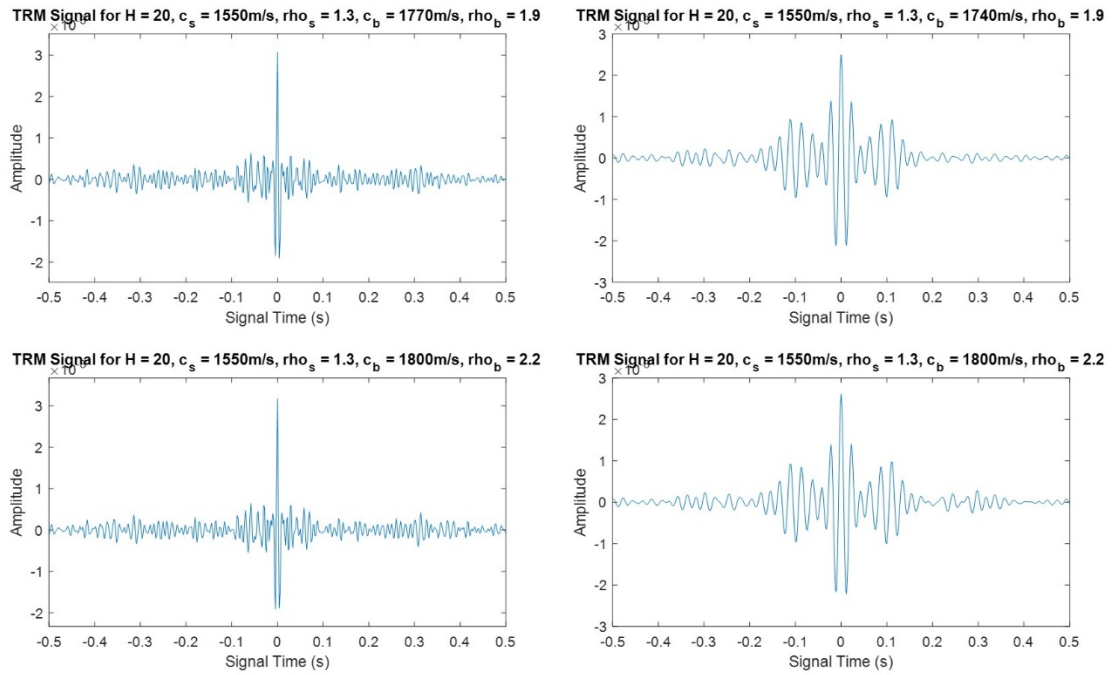 TRM Signal for H = 20, c_s = 1550m/s, rho_s = 1.3, c_b = 1770m/s, rho_b = 1.9
3
2
1
0
-1
-2
Amplitude
-0.5 -0.4 -0.3 -0.2 -0.1 0 0.1 0.2 0.3 0.4 0.5
Signal Time (s)
TRM Signal for H = 20, c_s = 1550m/s, rho_s = 1.3, c_b = 1740m/s, rho_b = 1.9
3
2
1
0
-1
-2
-3
Amplitude
-0.5 -0.4 -0.3 -0.2 -0.1 0 0.1 0.2 0.3 0.4 0.5
Signal Time (s)
TRM Signal for H = 20, c_s = 1550m/s, rho_s = 1.3, c_b = 1800m/s, rho_b = 2.2
3
2
1
0
-1
-2
Amplitude
-0.5 -0.4 -0.3 -0.2 -0.1 0 0.1 0.2 0.3 0.4 0.5
Signal Time (s)
TRM Signal for H = 20, c_s = 1550m/s, rho_s = 1.3, c_b = 1800m/s, rho_b = 2.2
3
2
1
0
-1
-2
-3
Amplitude
-0.5 -0.4 -0.3 -0.2 -0.1 0 0.1 0.2 0.3 0.4 0.5
Signal Time (s)